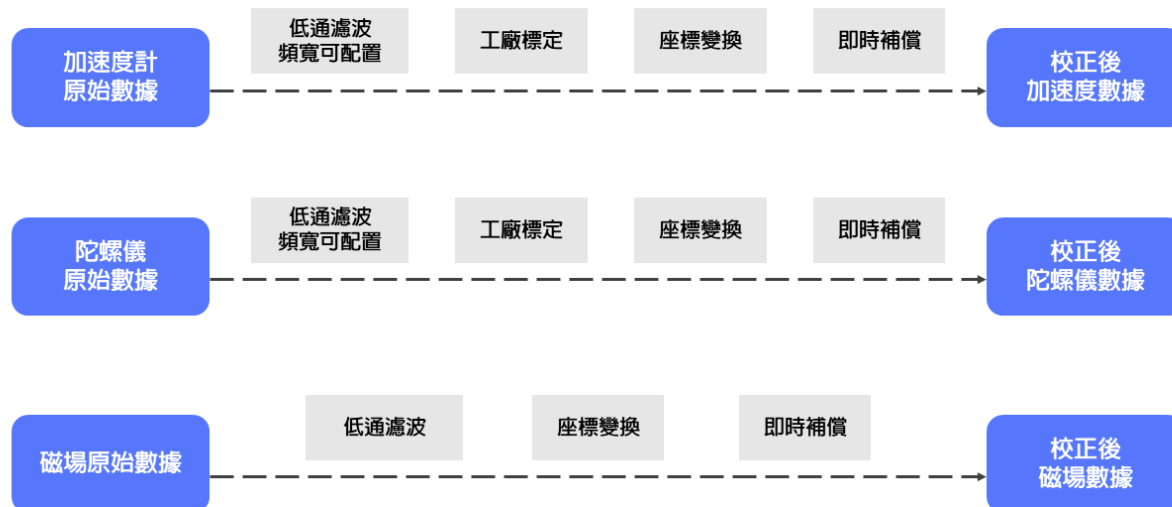 加速度計
原始數據
低通濾波
頻寬可配置
工廠標定
座標變換
即時補償
校正後
加速度數據
陀螺儀
原始數據
低通濾波
頻寬可配置
工廠標定
座標變換
即時補償
校正後
陀螺儀數據
磁場原始數據
低通濾波
座標變換
即時補償
校正後
磁場數據